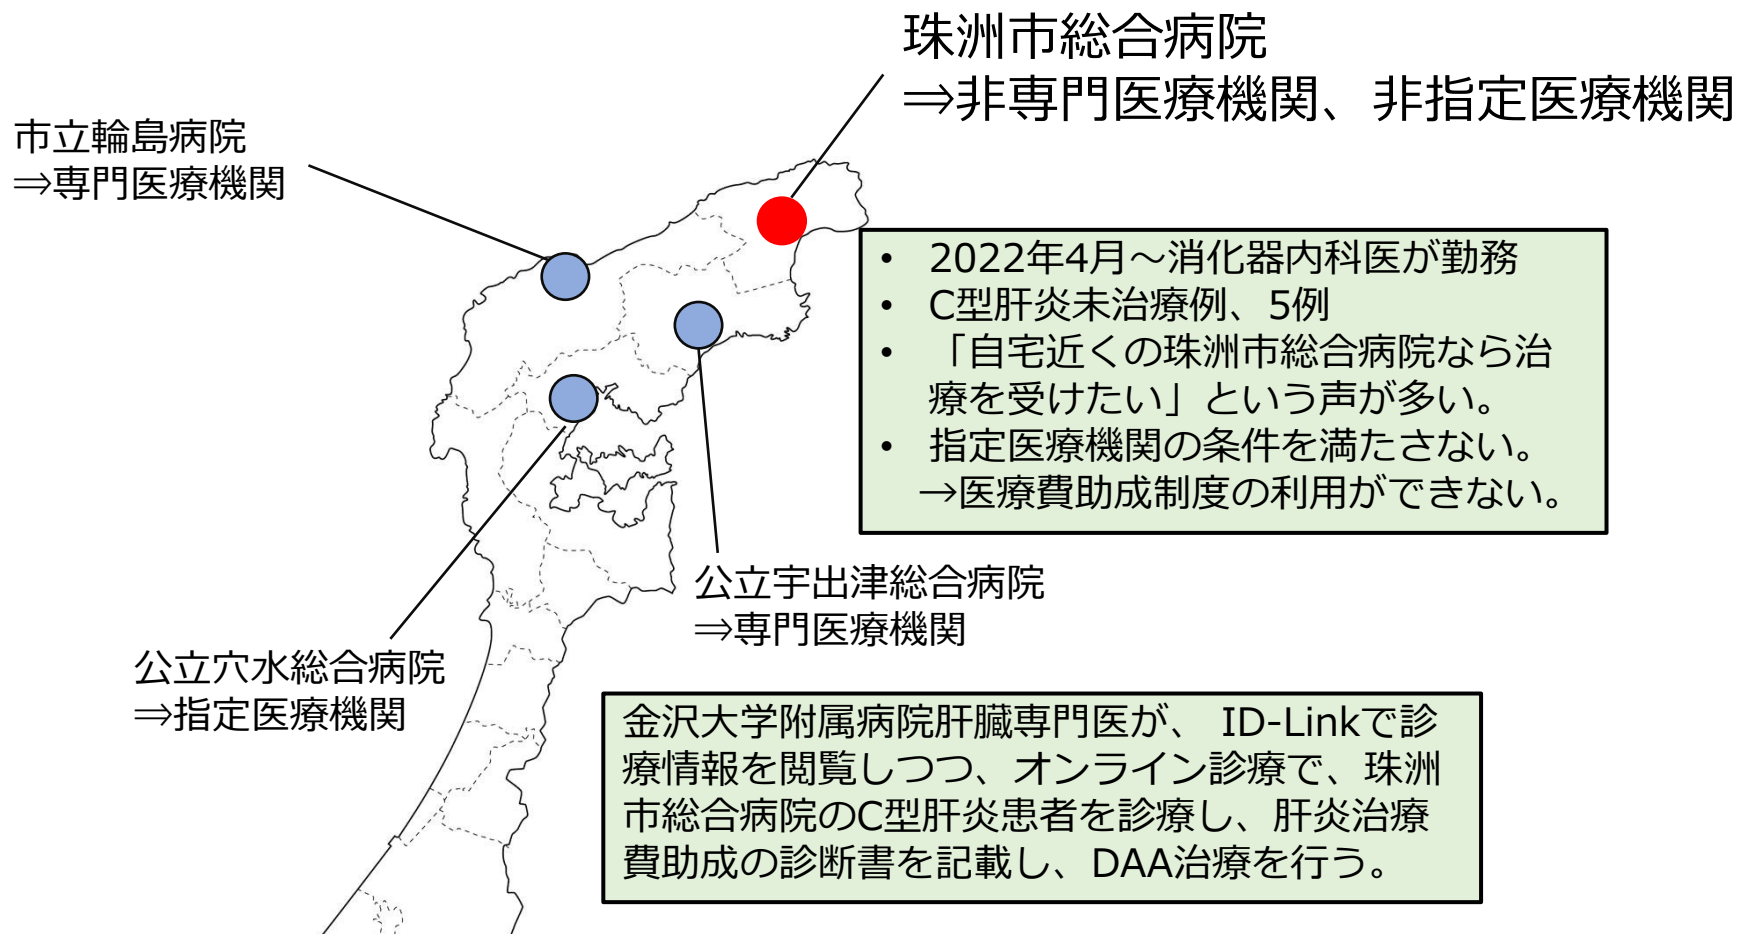 珠洲市総合病院
⇒非専門医療機関、非指定医療機関
市立輪島病院
⇒専門医療機関
• 2022年4月～消化器内科医が勤務
• C型肝炎未治療例、5例
• 「自宅近くの珠洲市総合病院なら治
療を受けたい」という声が多い。
• 指定医療機関の条件を満たさない。
→医療費助成制度の利用ができない。
公立宇出津総合病院
⇒専門医療機関
公立穴水総合病院
⇒指定医療機関
金沢大学附属病院肝臓専門医が、 ID-Linkで診
療情報を閲覧しつつ、オンライン診療で、珠洲
市総合病院のC型肝炎患者を診療し、肝炎治療
費助成の診断書を記載し、DAA治療を行う。